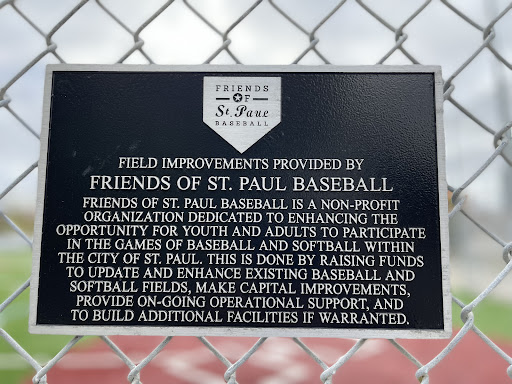 FRIENDS
OF
St. Paul
BASEBALL
FIELD IMPROVEMENTS PROVIDED BY
FRIENDS OF ST. PAUL BASEBALL
FRIENDS OF ST. PAUL BASEBALL IS A NON-PROFIT
ORGANIZATION DEDICATED TO ENHANCING THE
OPPORTUNITY FOR YOUTH AND ADULTS TO PARTICIPATE
IN THE GAMES OF BASEBALL AND SOFTBALL WITHIN
THE CITY OF ST. PAUL. THIS IS DONE BY RAISING FUNDS
TO UPDATE AND ENHANCE EXISTING BASEBALL AND
SOFTBALL FIELDS, MAKE CAPITAL IMPROVEMENTS,
PROVIDE ON-GOING OPERATIONAL SUPPORT, AND
TO BUILD ADDITIONAL FACILITIES IF WARRANTED.